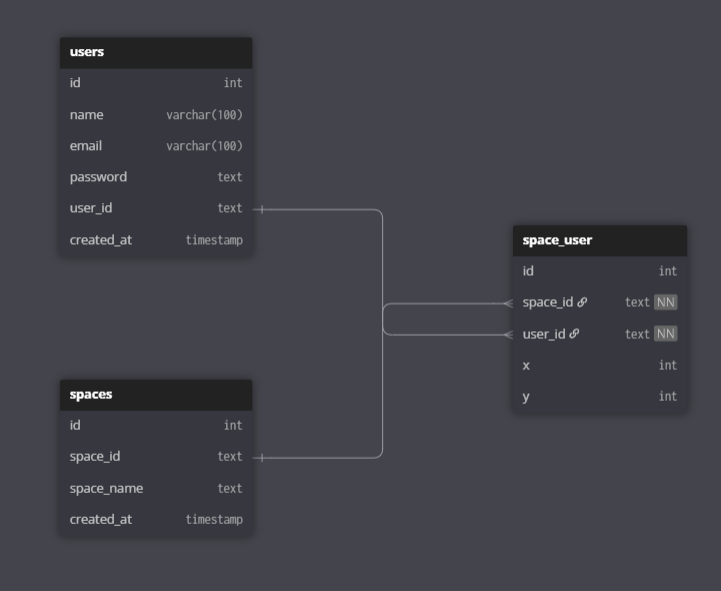 users
id int
name varchar(100)
email varchar(100)
password text
user_id text
created_at timestamp
space_user
id int
space_id text NN
user_id text NN
x int
y int
spaces
id int
space_id text
space_name text
created_at timestamp